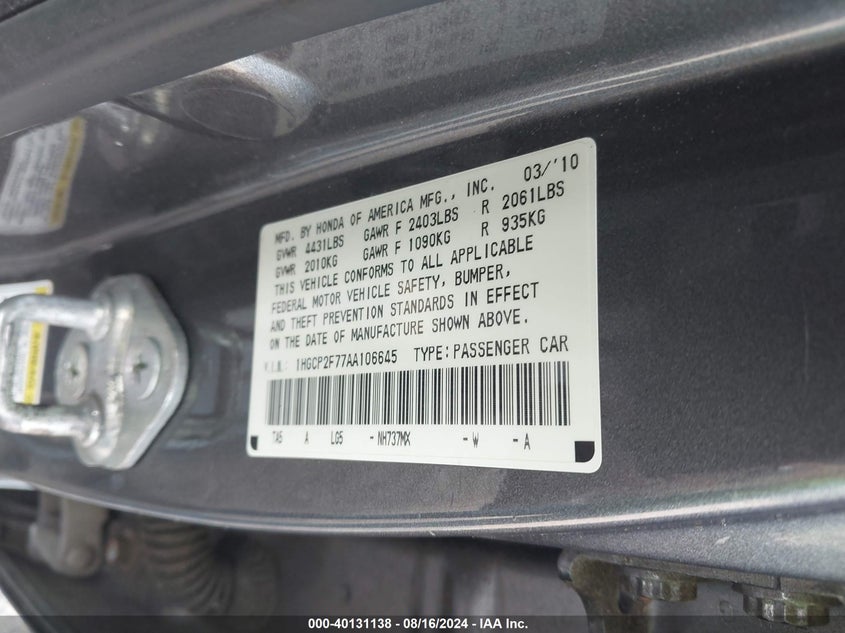 MFD. BY HONDA OF AMERICA MFG., INC. 03/'10
GVWR 4431LBS GAWR F 2403LBS R 2061LBS
GVWR 2010KG GAWR F 1090KG R 935KG
THIS VEHICLE CONFORMS TO ALL APPLICABLE
FEDERAL MOTOR VEHICLE SAFETY, BUMPER,
AND THEFT PREVENTION STANDARDS IN EFFECT
ON THE DATE OF MANUFACTURE SHOWN ABOVE.
V.I.N.: 1HGCP2F77AA106645 TYPE: PASSENGER CAR
TA5 A LG5 -NH737MX -W -A
000-40131138 - 08/16/2024 - IAA Inc.